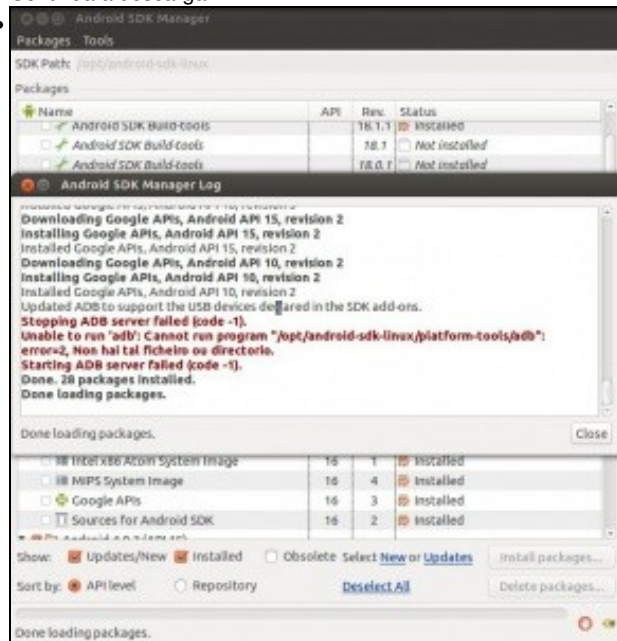 Android SDK Manager
Packages Tools
SDK Path: /opt/android-sdk-linux
Packages
Name API Rev. Status
Android SDK Build-tools 18.1.1 Installed
Android SDK Build-tools 18.1 Not installed
Android SDK Build-tools 18.0.1 Not installed
Android SDK Manager Log
Downloading Google APIs, Android API 15, revision 2
Installing Google APIs, Android API 15, revision 2
Installed Google APIs, Android API 15, revision 2
Downloading Google APIs, Android API 10, revision 2
Installing Google APIs, Android API 10, revision 2
Installed Google APIs, Android API 10, revision 2
Updated ADB to support the USB devices declared in the SDK add-ons.
Stopping ADB server failed (code -1).
Unable to run 'adb': Cannot run program "/opt/android-sdk-linux/platform-tools/adb":
error=2, Non hai tal ficheiro ou directorio.
Starting ADB server failed (code -1).
Done. 28 packages installed.
Done loading packages.
Done loading packages.
Close
Intel x86 Atom System Image 16 1 Installed
MIPS System Image 16 4 Installed
Google APIs 16 3 Installed
Sources for Android SDK 16 2 Installed
Show: Updates/New Installed Obsolete Select New or Updates Install packages...
Sort by: API level Repository Deselect All Delete packages...
Done loading packages.